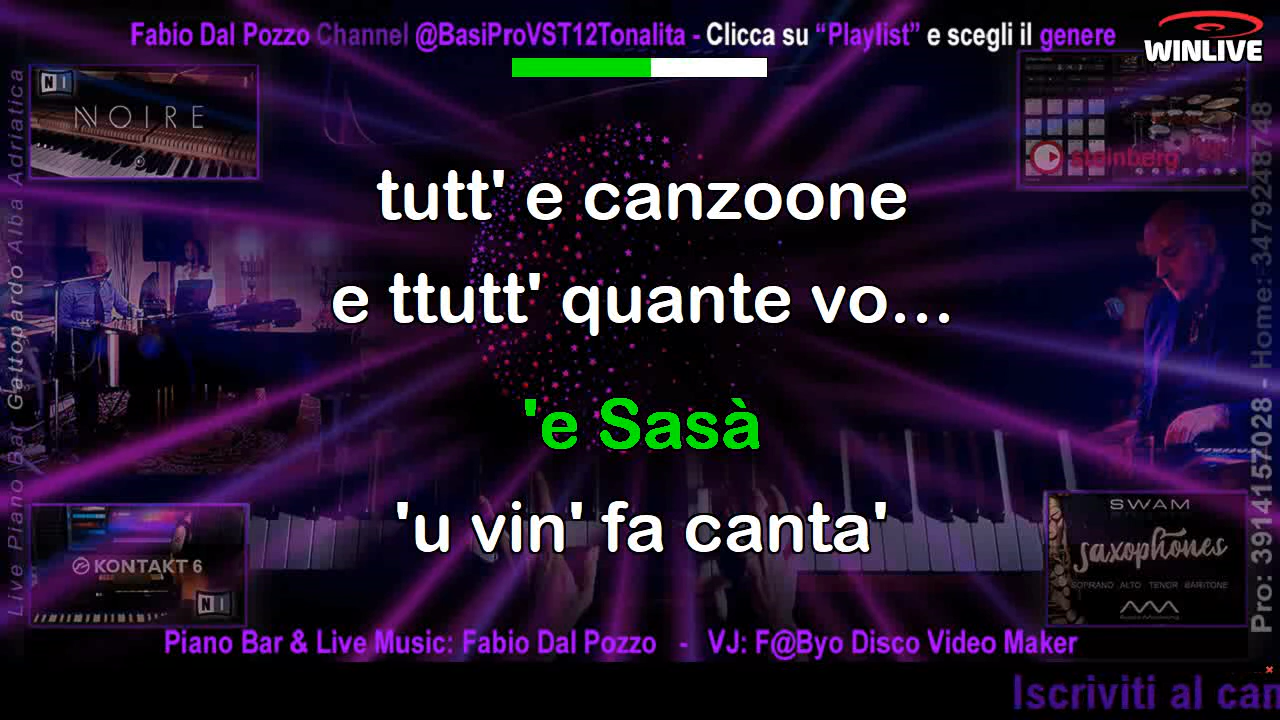 Fabio Dal Pozzo Channel @BasiProVST12Tonalita - Clicca su “Playlist” e scegli il genere
WINLIVE
NI
NOIRE
steinberg
tutt' e canzoone
e ttutt' quante vo...
'e Sasà
'u vin' fa canta'
Live Piano Bar Gattopardo Alba Adriatica
Pro: 3914157028 - Home: 3479248748
KONTAKT 6
NI
SWAM
saxophones
SOPRANO ALTO TENOR BARITONE
Piano Bar & Live Music: Fabio Dal Pozzo - VJ: F@Byo Disco Video Maker
Iscriviti al can